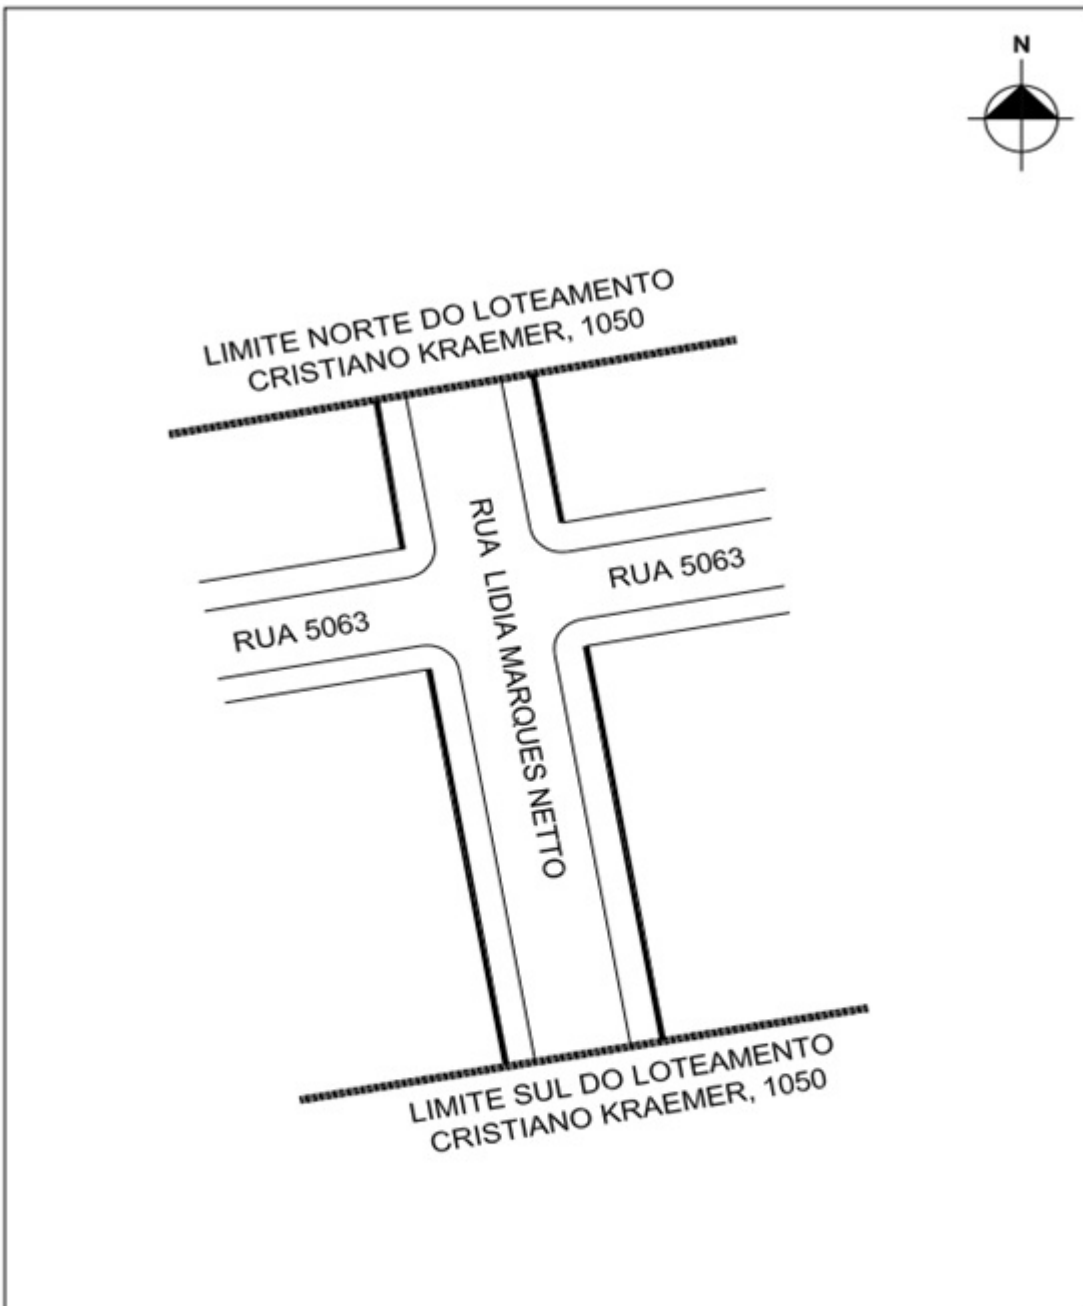 N
LIMITE NORTE DO LOTEAMENTO
CRISTIANO KRAEMER, 1050
RUA LIDIA MARQUES NETTO
RUA 5063
RUA 5063
LIMITE SUL DO LOTEAMENTO
CRISTIANO KRAEMER, 1050